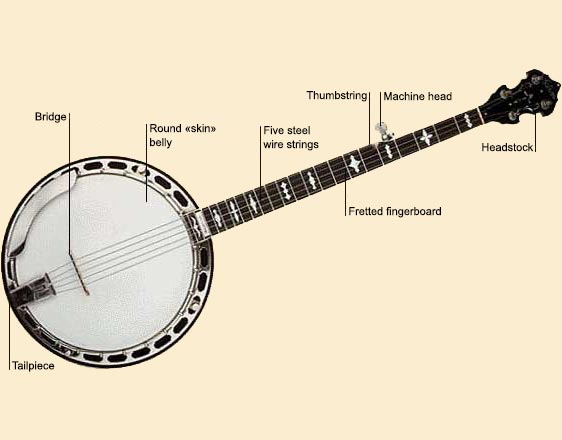 Thumbstring
Machine head
Bridge
Round «skin»
belly
Five steel
wire strings
Headstock
Fretted fingerboard
Tailpiece